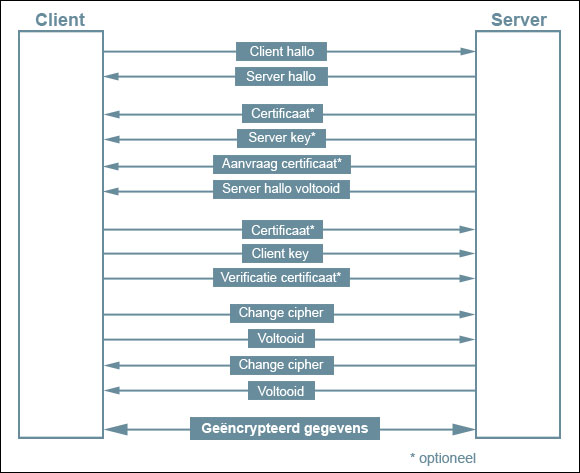 Client
Server
Client hallo
Server hallo
Certificaat*
Server key*
Aanvraag certificaat*
Server hallo voltooid
Certificaat*
Client key
Verificatie certificaat*
Change cipher
Voltooid
Change cipher
Voltooid
Geëncrypteerd gegevens
* optioneel